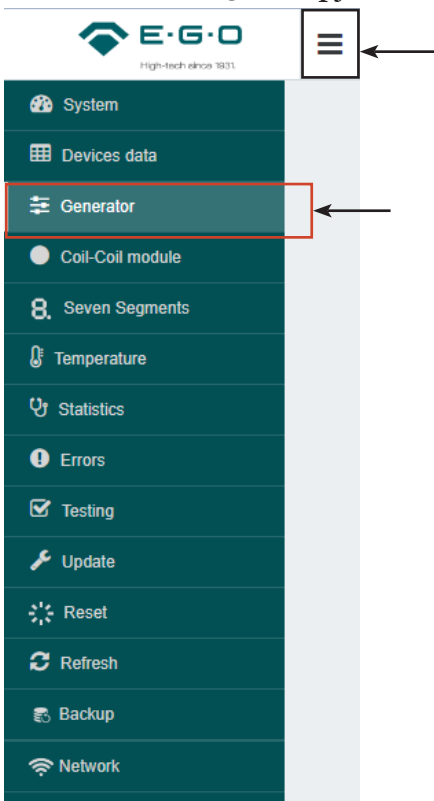 E·G·O
High-tech since 1931.
System
Devices data
Generator
Coil-Coil module
8. Seven Segments
Temperature
Statistics
Errors
Testing
Update
Reset
Refresh
Backup
Network